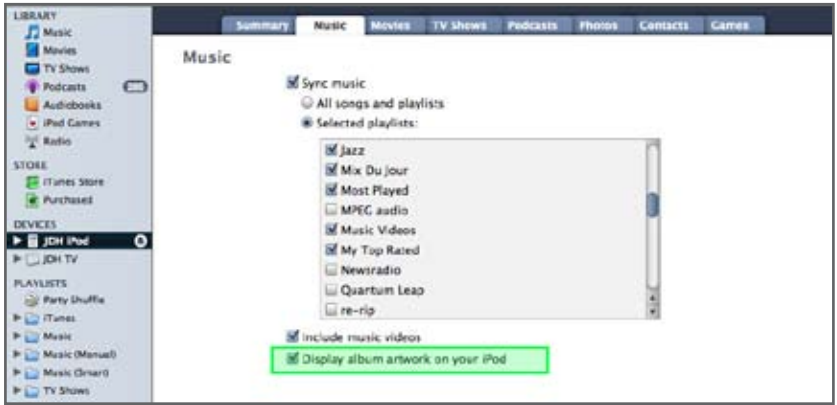 LIBRARY
Music
Movies
TV Shows
Podcasts
Audiobooks
iPod Games
Radio
STORE
iTunes Store
Purchased
DEVICES
JDH iPod
JDH TV
PLAYLISTS
Party Shuffle
iTunes
Music
Music (Manual)
Music (Smart)
TV Shows
Summary Music Movies TV Shows Podcasts Photos Contacts Games
Music
Sync music
All songs and playlists
Selected playlists:
Jazz
Mix Du Jour
Most Played
MPEG audio
Music Videos
My Top Rated
Newsradio
Quantum Leap
re-rip
Include music videos
Display album artwork on your iPod